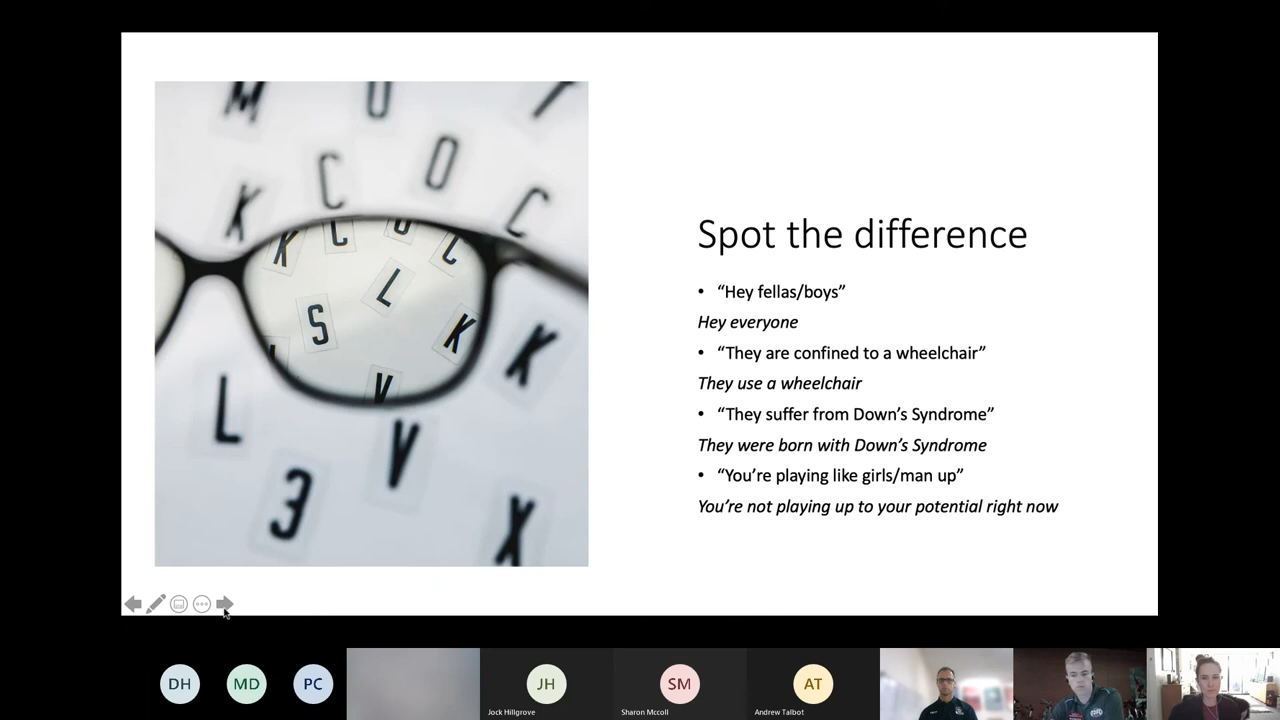 M U T
K C O C
K L U L
S L K
L V K
L V
3 X
Spot the difference
• “Hey fellas/boys”
Hey everyone
• “They are confined to a wheelchair”
They use a wheelchair
• “They suffer from Down’s Syndrome”
They were born with Down’s Syndrome
• “You’re playing like girls/man up”
You’re not playing up to your potential right now
DH MD PC JH SM AT
Jock Hillgrove Sharon Mccoll Andrew Talbot